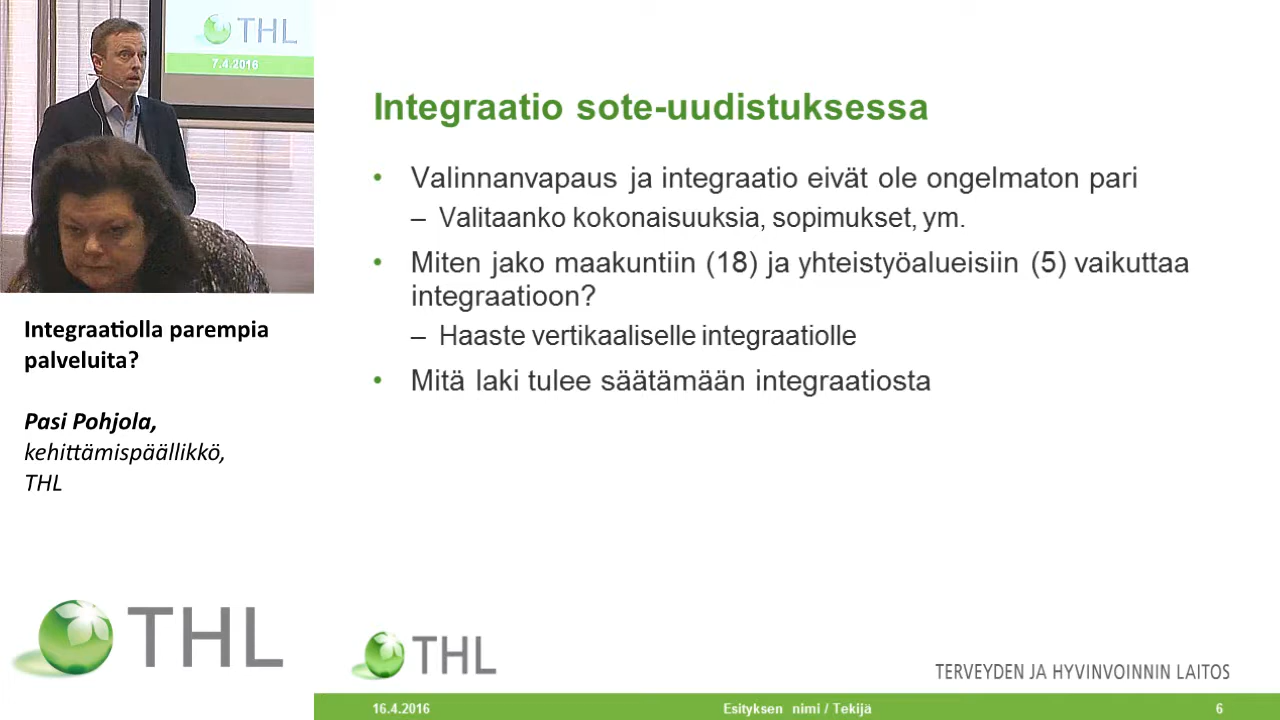 THL
7.4.2016
Integraatiolla parempia
palveluita?
Pasi Pohjola,
kehittämispäällikkö,
THL
THL
Integraatio sote-uudistuksessa
• Valinnanvapaus ja integraatio eivät ole ongelmaton pari
– Valitaanko kokonaisuuksia, sopimukset, ym.
• Miten jako maakuntiin (18) ja yhteistyöalueisiin (5) vaikuttaa
integraatioon?
– Haaste vertikaaliselle integraatiolle
• Mitä laki tulee säätämään integraatiosta
THL
TERVEYDEN JA HYVINVOINNIN LAITOS
16.4.2016 Esityksen nimi / Tekijä 6